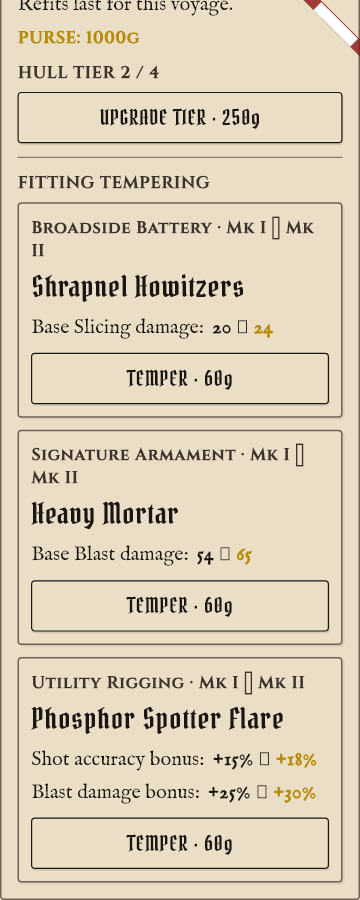 Refits last for this voyage.
PURSE: 1000G
HULL TIER 2 / 4
UPGRADE TIER · 250g
FITTING TEMPERING
BROADSIDE BATTERY · MK I ▯ MK
II
Shrapnel Howitzers
Base Slicing damage: 20 ▯ 24
TEMPER · 60g
SIGNATURE ARMAMENT · MK I ▯
MK II
Heavy Mortar
Base Blast damage: 54 ▯ 65
TEMPER · 60g
UTILITY RIGGING · MK I ▯ MK II
Phosphor Spotter Flare
Shot accuracy bonus: +15% ▯ +18%
Blast damage bonus: +25% ▯ +30%
TEMPER · 60g